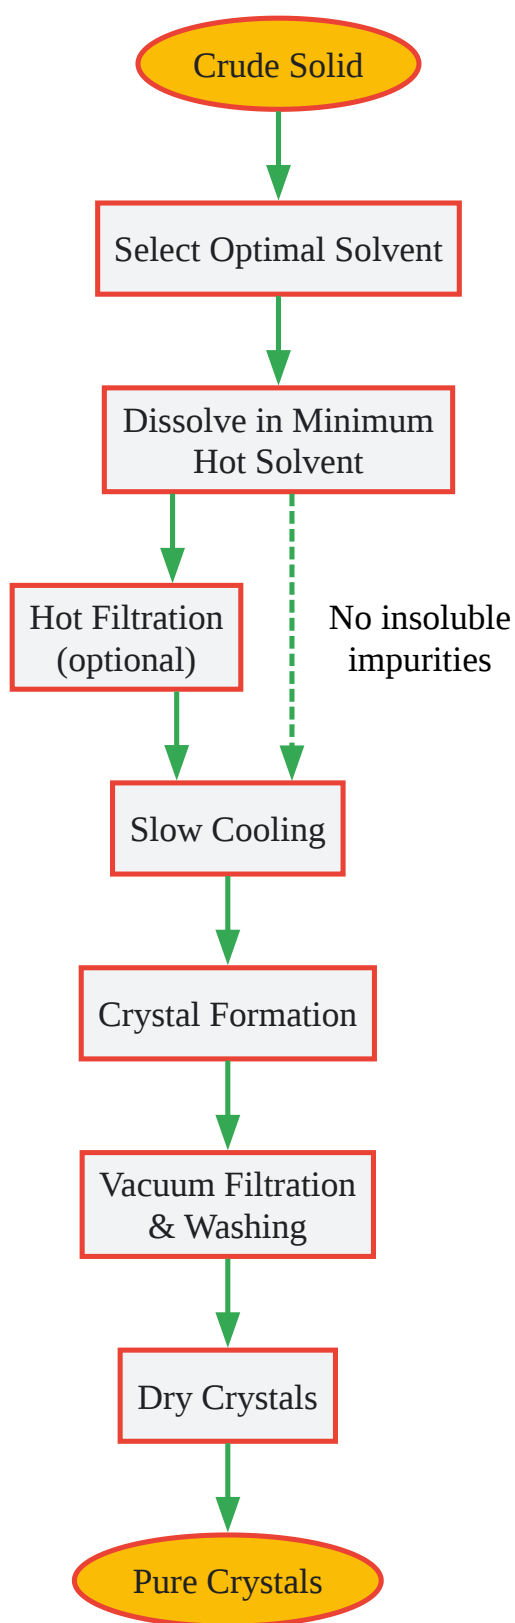 Crude Solid
Select Optimal Solvent
Dissolve in Minimum
Hot Solvent
Hot Filtration
(optional)
No insoluble
impurities
Slow Cooling
Crystal Formation
Vacuum Filtration
& Washing
Dry Crystals
Pure Crystals